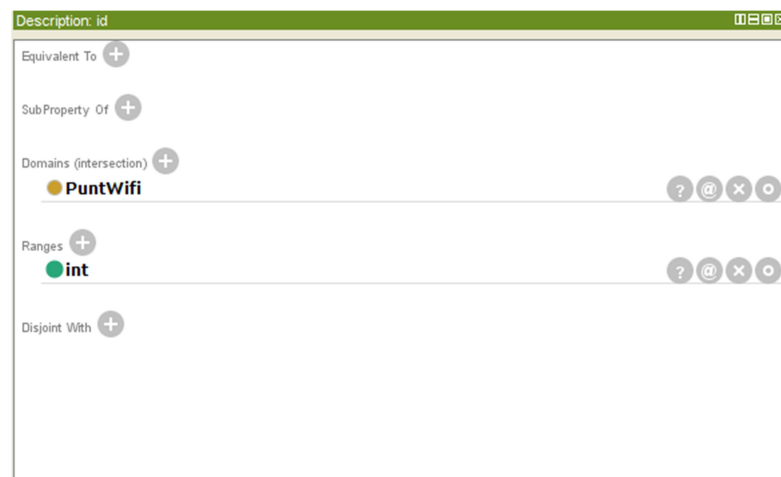 Description: id
Equivalent To
SubProperty Of
Domains (intersection)
PuntWifi
? @
Ranges
int
? @
Disjoint With